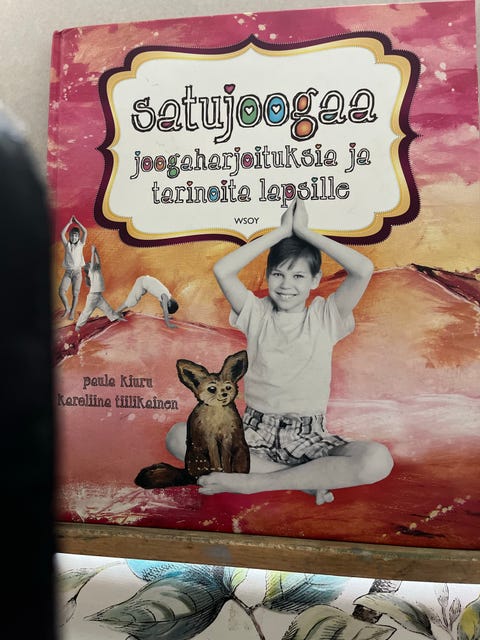 satujoogaa
joogaharjoituksia ja
tarinoita lapsille
WSOY
paula kiuru
karoliina tiilikainen